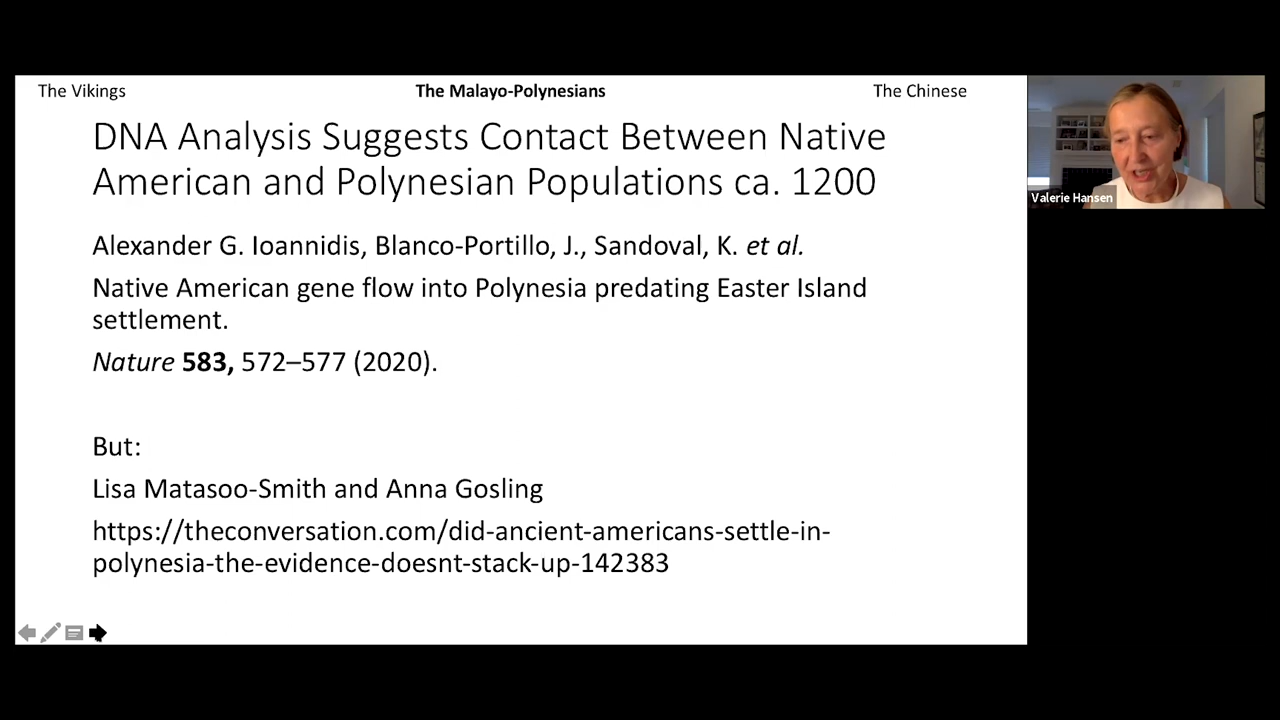 The Vikings
The Malayo-Polynesians
The Chinese
DNA Analysis Suggests Contact Between Native
American and Polynesian Populations ca. 1200
Alexander G. Ioannidis, Blanco-Portillo, J., Sandoval, K. et al.
Native American gene flow into Polynesia predating Easter Island
settlement.
Nature 583, 572–577 (2020).
But:
Lisa Matasoo-Smith and Anna Gosling
https://theconversation.com/did-ancient-americans-settle-in-
polynesia-the-evidence-doesnt-stack-up-142383
Valerie Hansen